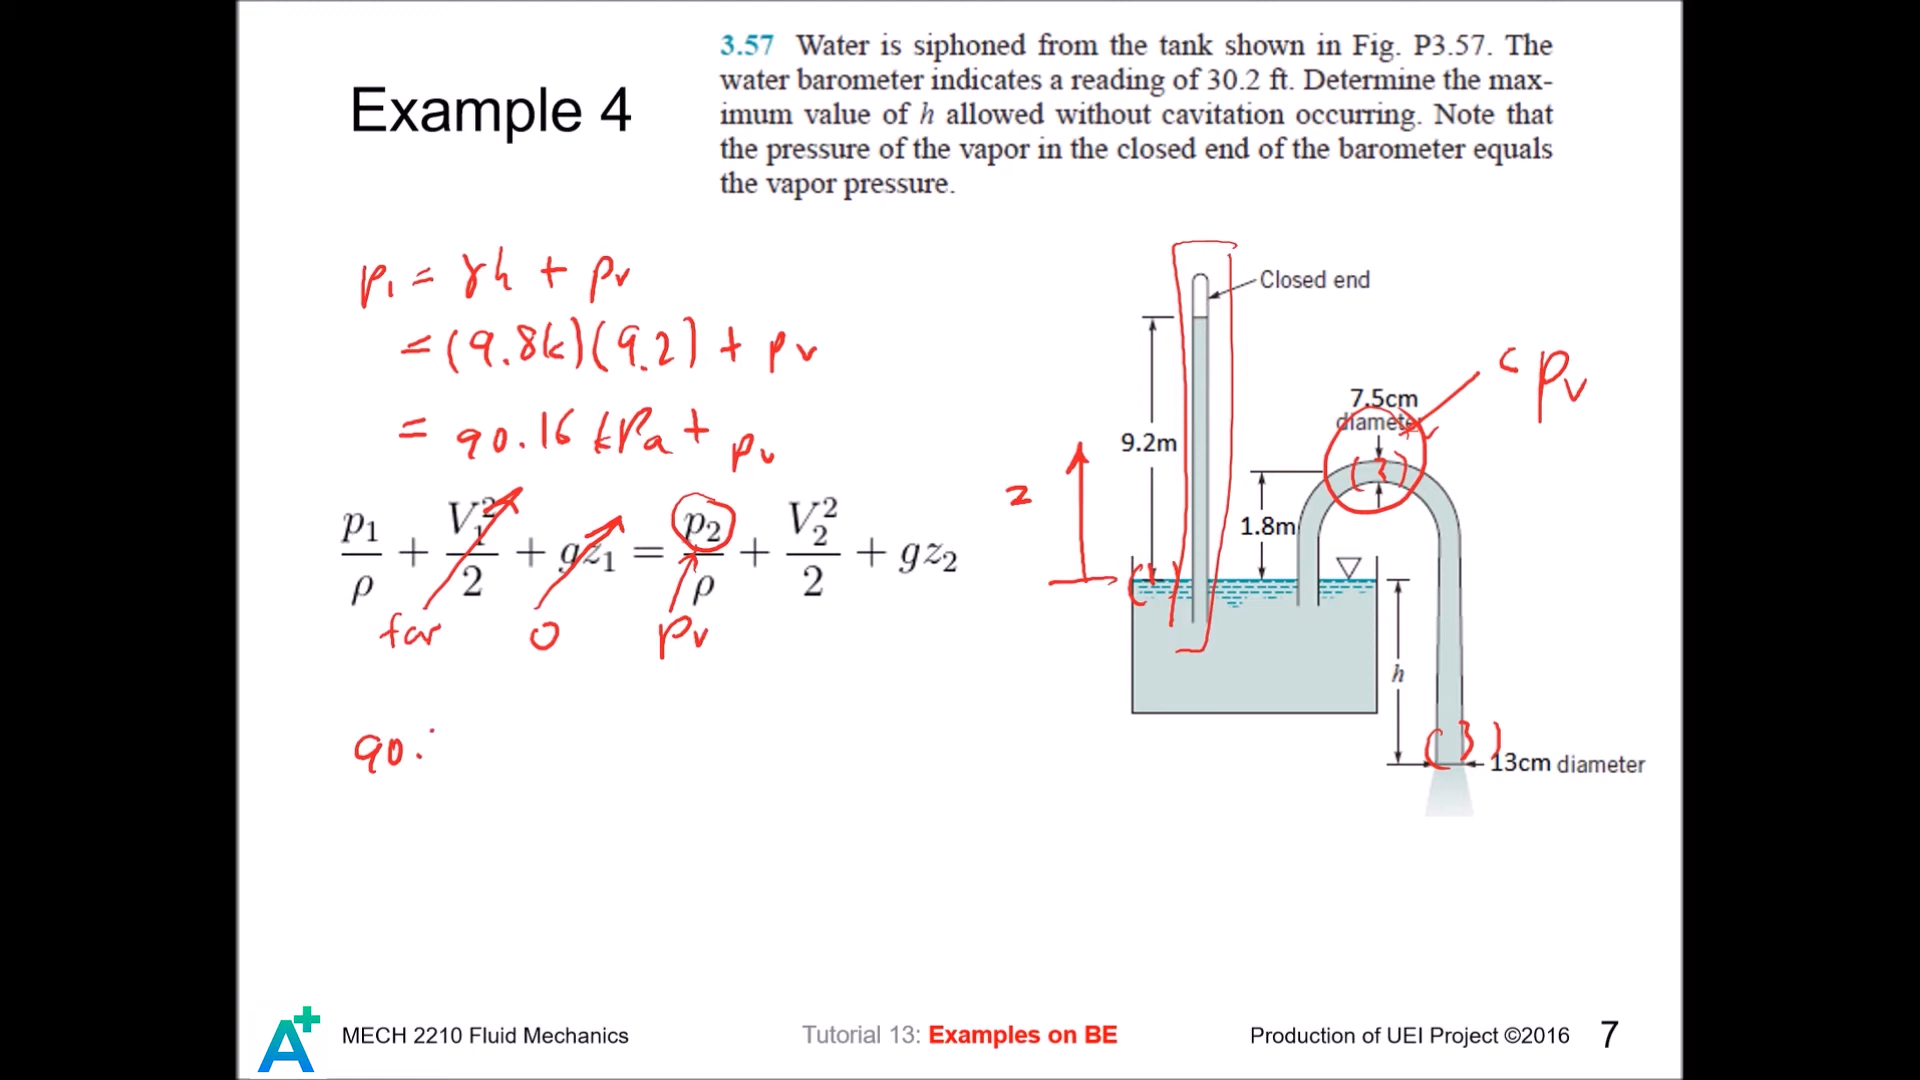 3.57 Water is siphoned from the tank shown in Fig. P3.57. The
water barometer indicates a reading of 30.2 ft. Determine the max-
imum value of h allowed without cavitation occurring. Note that
the pressure of the vapor in the closed end of the barometer equals
the vapor pressure.
Example 4
p₁ = γh + pᵥ
= (9.8k)(9.2) + pᵥ
= 90.16 kPa + pᵥ
p₁/ρ + V₁²/2 + gz₁ = p₂/ρ + V₂²/2 + gz₂
far 0 pᵥ
90.
Closed end
pᵥ
7.5cm
diameter
9.2m
(3)
z
1.8m
(1)
h
(3)
13cm diameter
A+
MECH 2210 Fluid Mechanics
Tutorial 13: Examples on BE
Production of UEI Project ©2016 7